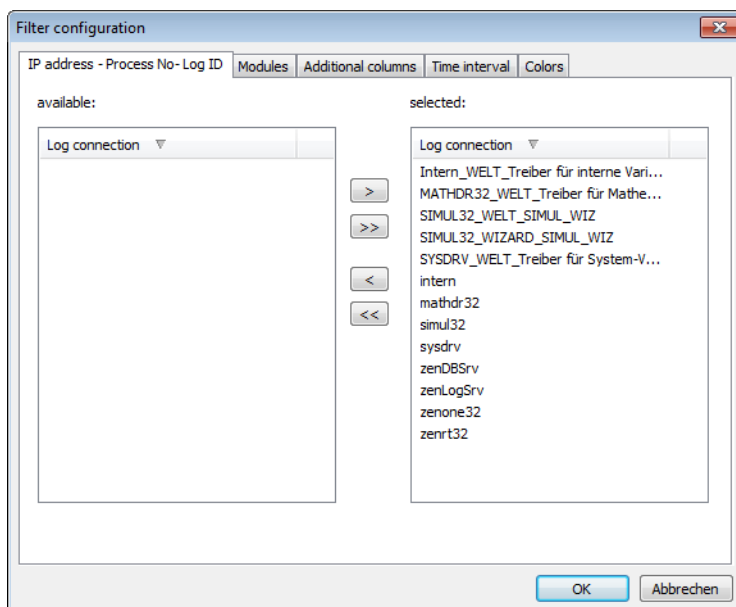 Filter configuration
IP address - Process No- Log ID Modules Additional columns Time interval Colors
available: selected:
Log connection Log connection
Intern_WELT_Treiber für interne Vari...
MATHDR32_WELT_Treiber für Mathe...
> SIMUL32_WELT_SIMUL_WIZ
>> SIMUL32_WIZARD_SIMUL_WIZ
SYSDRV_WELT_Treiber für System-V...
< intern
mathdr32
<< simul32
sysdrv
zenDBSrv
zenLogSrv
zenone32
zenrt32
OK Abbrechen